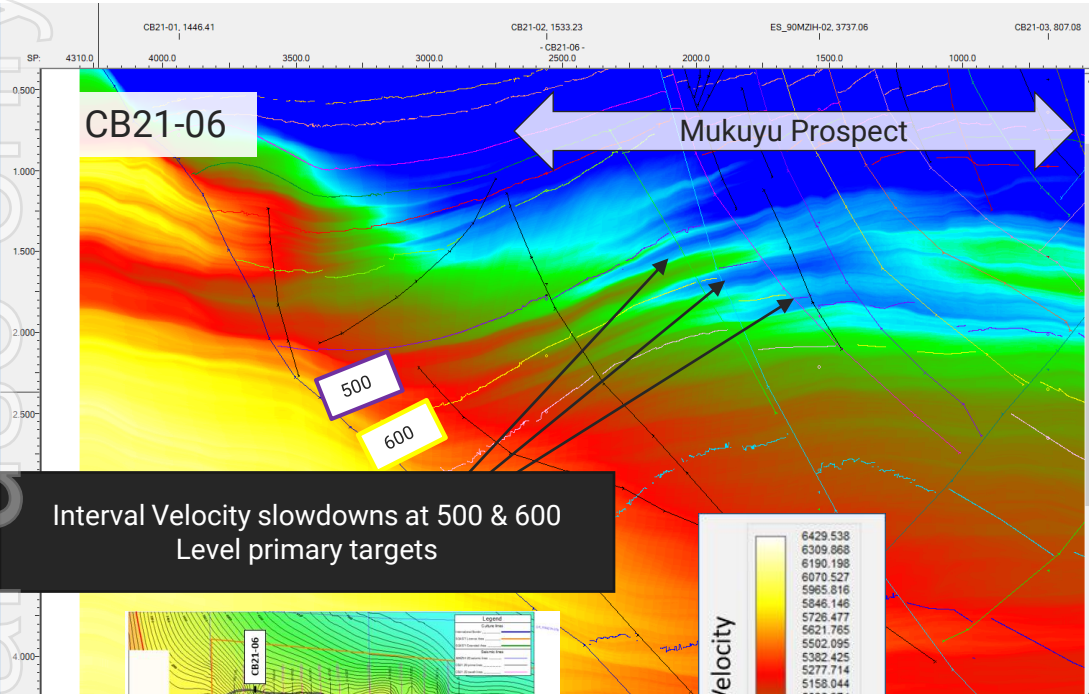 CB21-01, 1446.41
CB21-02, 1533.23
ES_90MZIH-02, 3737.06
CB21-03, 807.08
- CB21-06 -
SP: 4310.0 4000.0 3500.0 3000.0 2500.0 2000.0 1500.0 1000.0
0.500
CB21-06
Mukuyu Prospect
1.000
1.500
2.000
500
2.500
600
Interval Velocity slowdowns at 500 & 600
Level primary targets
4.000
CB21-06
Legend
6429.538
6309.868
6190.198
6070.527
5965.816
5846.146
5726.477
5621.765
5502.095
5382.425
5277.714
5158.044